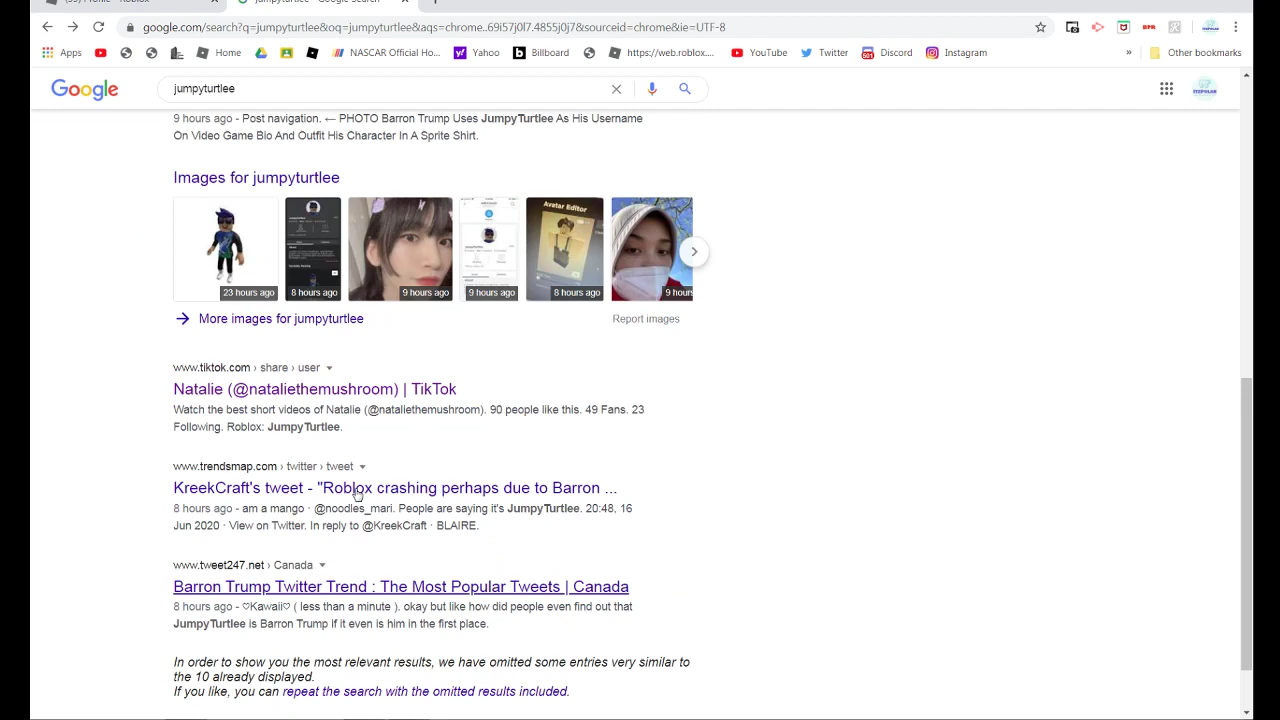 google.com/search?q=jumpyturtlee&oq=jumpyturtlee&aqs=chrome..69i57j0l7.4855j0j7&sourceid=chrome&ie=UTF-8
Apps Home NASCAR Official Ho... Yahoo Billboard https://web.roblox.... YouTube Twitter Discord Instagram » Other bookmarks
Google jumpyturtlee
9 hours ago - Post navigation. ← PHOTO Barron Trump Uses JumpyTurtlee As His Username
On Video Game Bio And Outfit His Character In A Sprite Shirt.
Images for jumpyturtlee
Avatar Editor
23 hours ago 8 hours ago 9 hours ago 9 hours ago 8 hours ago 9 hours
More images for jumpyturtlee Report images
www.tiktok.com › share › user
Natalie (@nataliethemushroom) | TikTok
Watch the best short videos of Natalie (@nataliethemushroom). 90 people like this. 49 Fans. 23
Following. Roblox: JumpyTurtlee.
www.trendsmap.com › twitter › tweet
KreekCraft's tweet - "Roblox crashing perhaps due to Barron ...
8 hours ago - am a mango · @noodles_mari. People are saying it's JumpyTurtlee. 20:48, 16
Jun 2020 · View on Twitter. In reply to @KreekCraft · BLAIRE.
www.tweet247.net › Canada
Barron Trump Twitter Trend : The Most Popular Tweets | Canada
8 hours ago - ♡Kawaii♡ ( less than a minute ). okay but like how did people even find out that
JumpyTurtlee is Barron Trump if it even is him in the first place.
In order to show you the most relevant results, we have omitted some entries very similar to
the 10 already displayed.
If you like, you can repeat the search with the omitted results included.